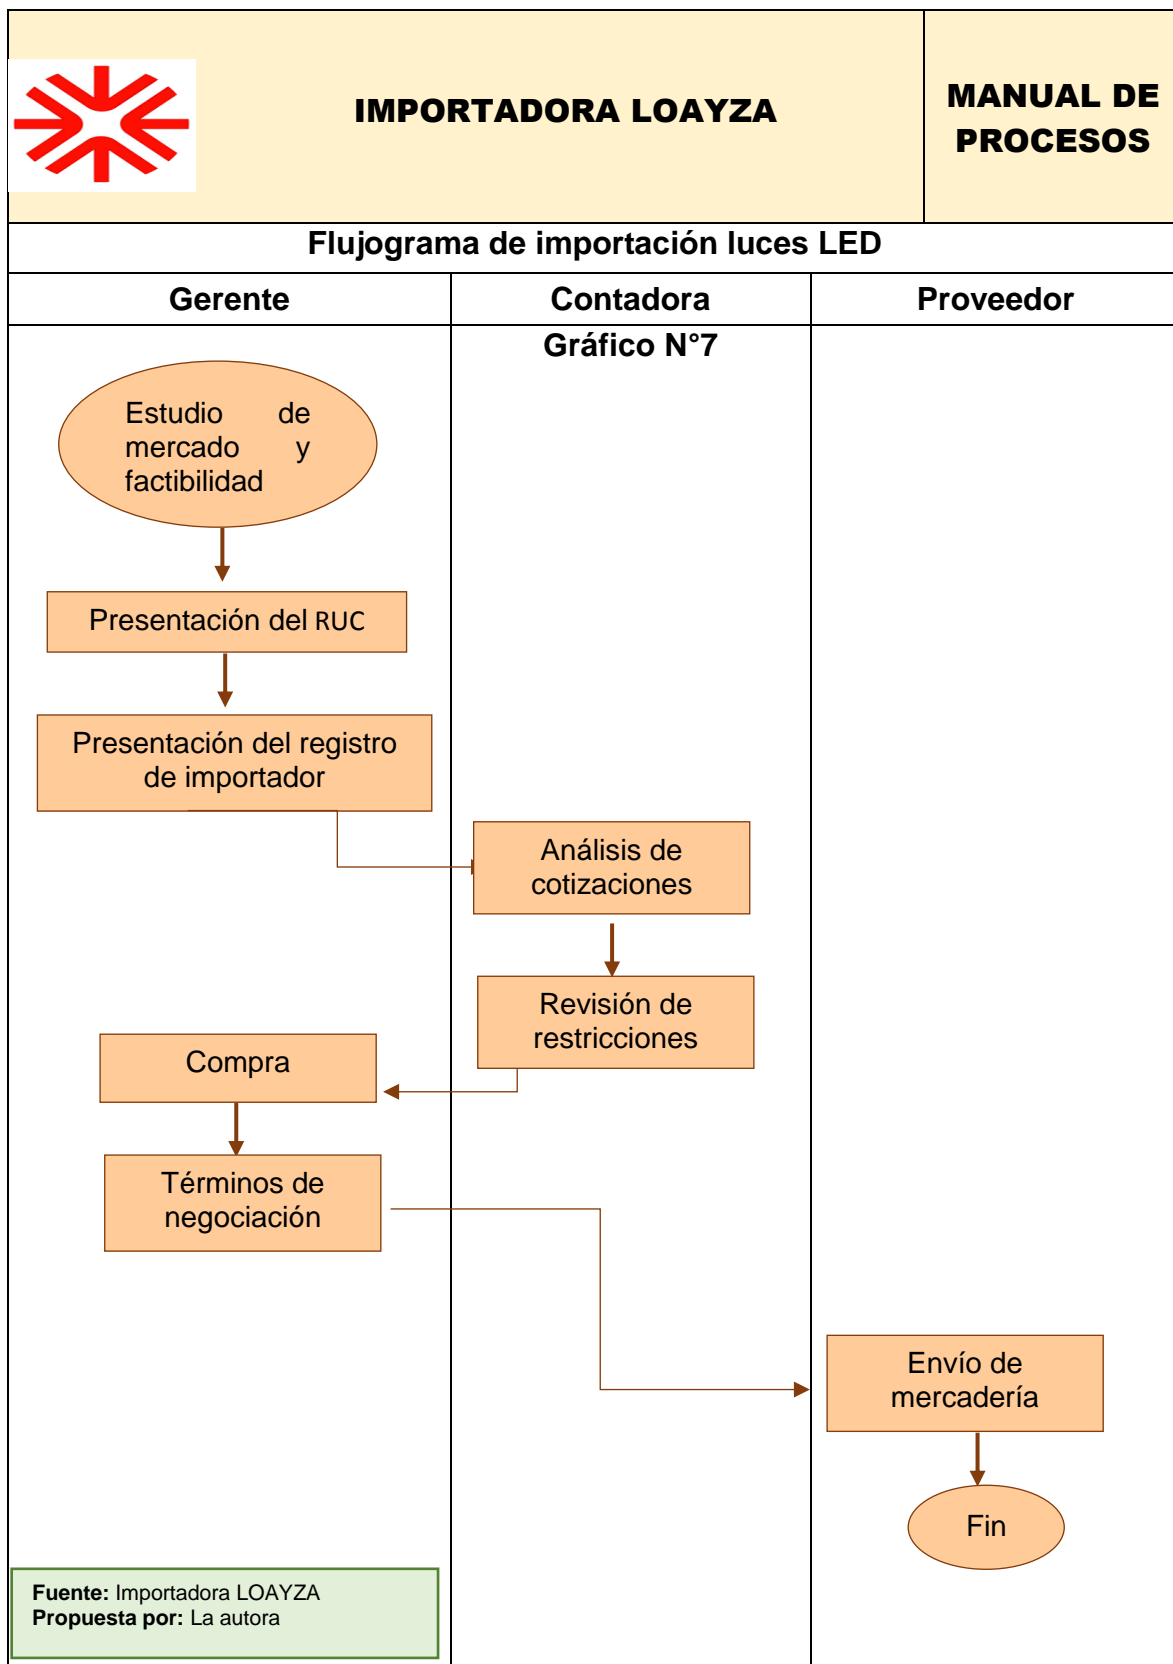 IMPORTADORA LOAYZA
MANUAL DE
PROCESOS
Flujograma de importación luces LED
Gerente
Contadora
Proveedor
Gráfico N°7
Estudio de
mercado y
factibilidad
Presentación del RUC
Presentación del registro
de importador
Análisis de
cotizaciones
Revisión de
restricciones
Compra
Términos de
negociación
Envío de
mercadería
Fin
Fuente: Importadora LOAYZA
Propuesta por: La autora